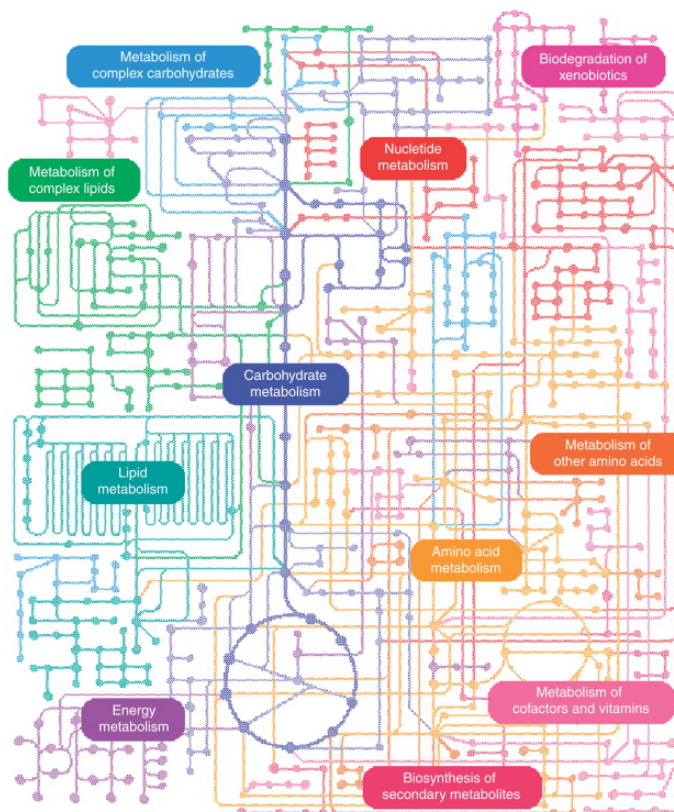 Metabolism of
complex carbohydrates
Biodegradation of
xenobiotics
Nucletide
metabolism
Metabolism of
complex lipids
Carbohydrate
metabolism
Metabolism of
other amino acids
Lipid
metabolism
Amino acid
metabolism
Metabolism of
cofactors and vitamins
Energy
metabolism
Biosynthesis of
secondary metabolites